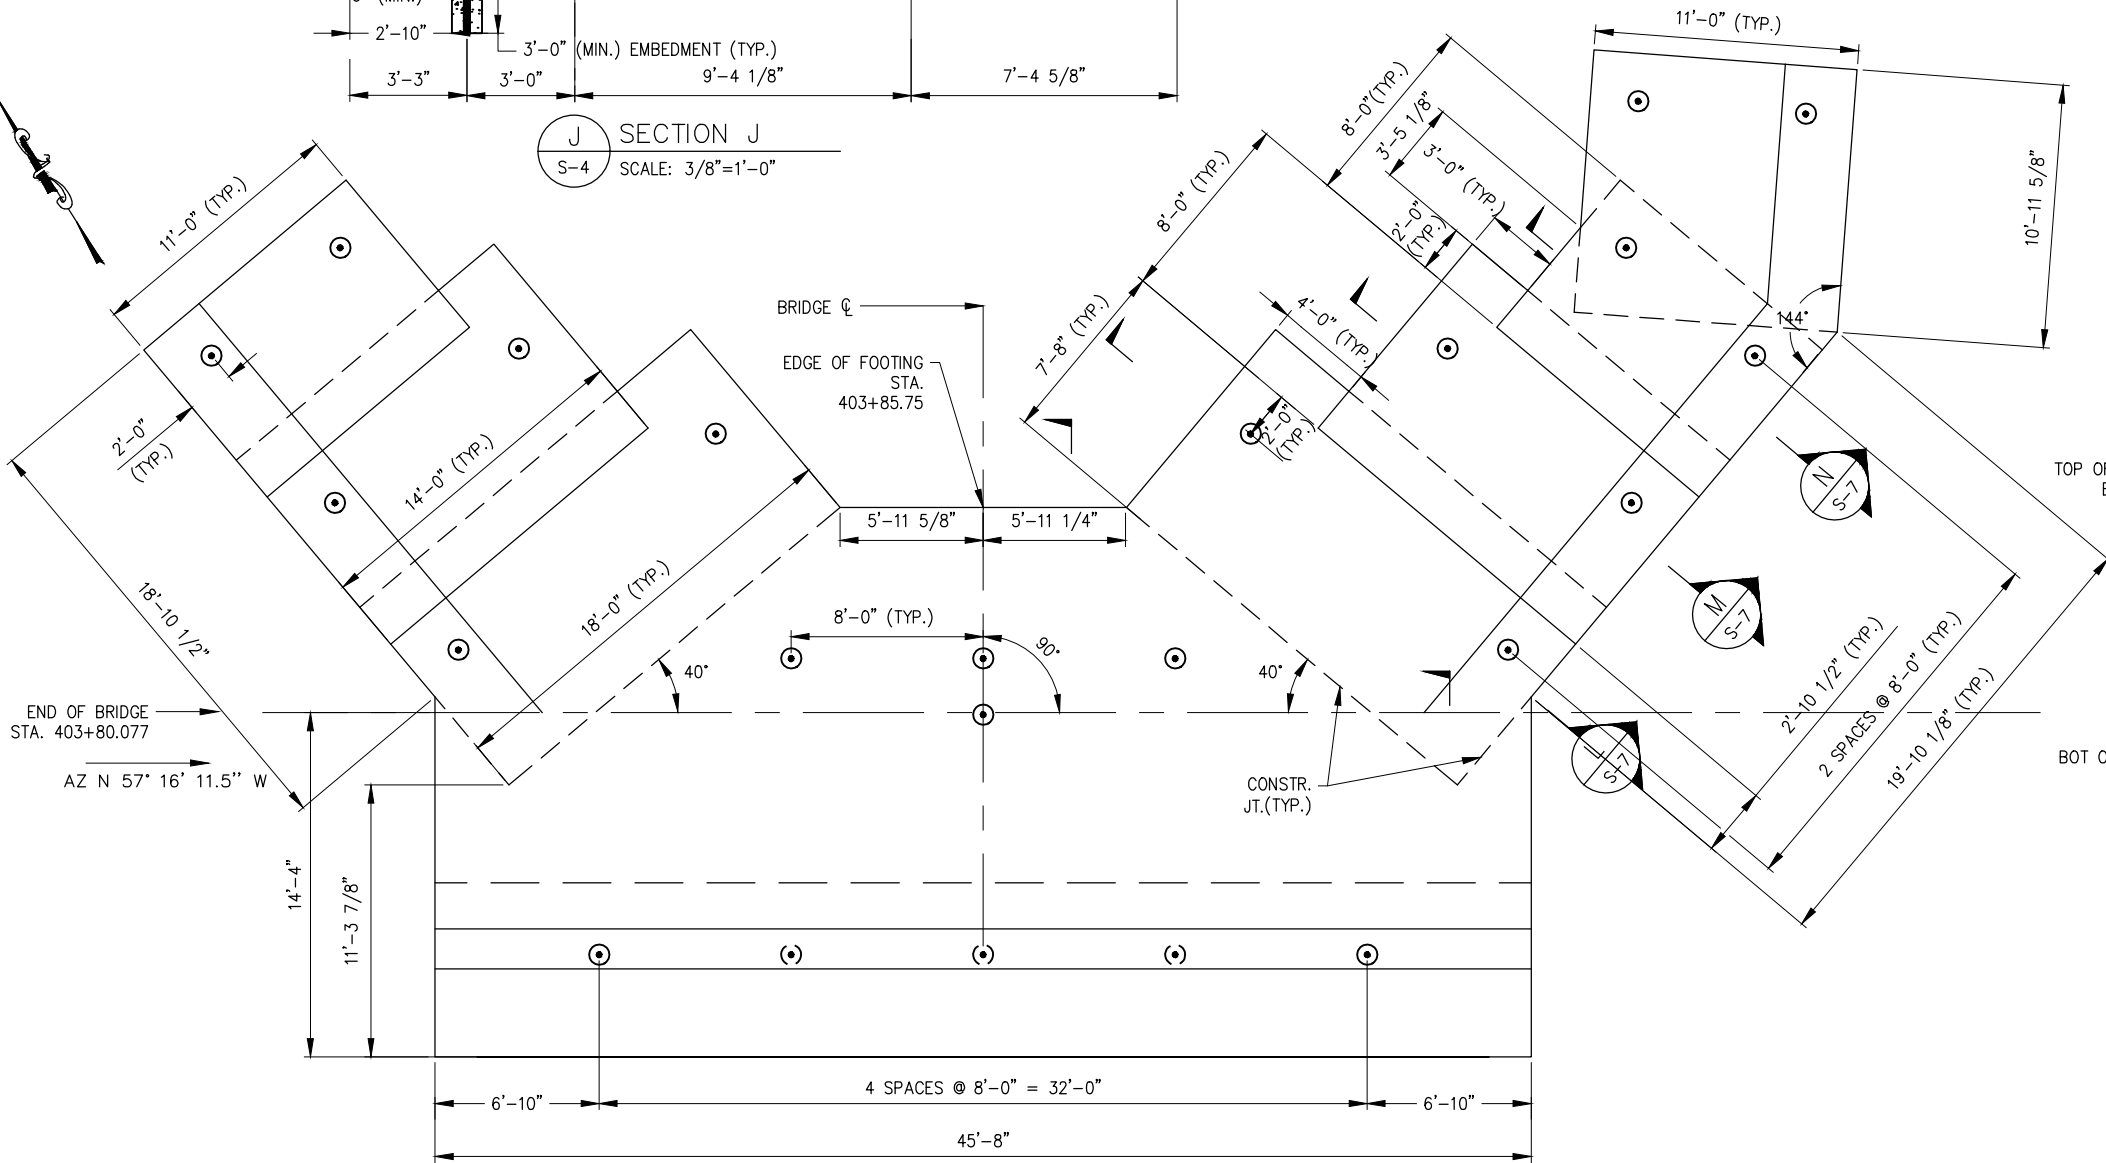 2'-10"
3'-0" (MIN.) EMBEDMENT (TYP.)
3'-3"
3'-0"
9'-4 1/8"
7'-4 5/8"
J
S-4
SECTION J
SCALE: 3/8"=1'-0"
11'-0" (TYP.)
8'-0"(TYP.)
3'-5 1/8"
3'-0" (TYP.)
2'-0"
(TYP.)
8'-0" (TYP.)
7'-8" (TYP.)
4'-0" (TYP.)
2'-0"
(TYP.)
10'-11 5/8"
144°
11'-0" (TYP.)
BRIDGE ℄
EDGE OF FOOTING
STA.
403+85.75
2'-0"
(TYP.)
14'-0" (TYP.)
18'-0" (TYP.)
18'-10 1/2"
5'-11 5/8"
5'-11 1/4"
8'-0" (TYP.)
90°
40°
40°
N
S-7
M
S-7
L
S-7
TOP
2'-10 1/2" (TYP.)
2 SPACES @ 8'-0" (TYP.)
19'-10 1/8" (TYP.)
END OF BRIDGE
STA. 403+80.077
AZ N 57° 16' 11.5'' W
CONSTR.
JT.(TYP.)
BOT
14'-4"
11'-3 7/8"
4 SPACES @ 8'-0" = 32'-0"
6'-10"
6'-10"
45'-8"